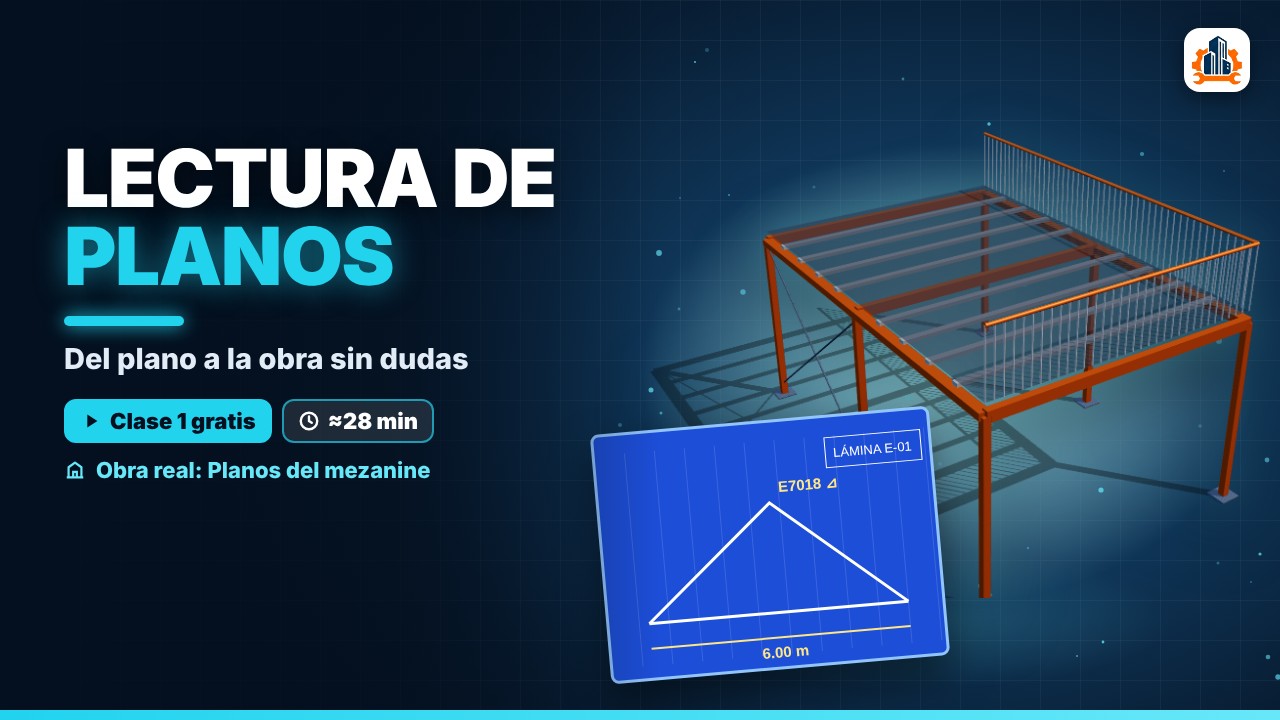 LECTURA DE
PLANOS
Del plano a la obra sin dudas
Clase 1 gratis
≈28 min
Obra real: Planos del mezanine
LÁMINA E-01
E7018 ⊿
6.00 m